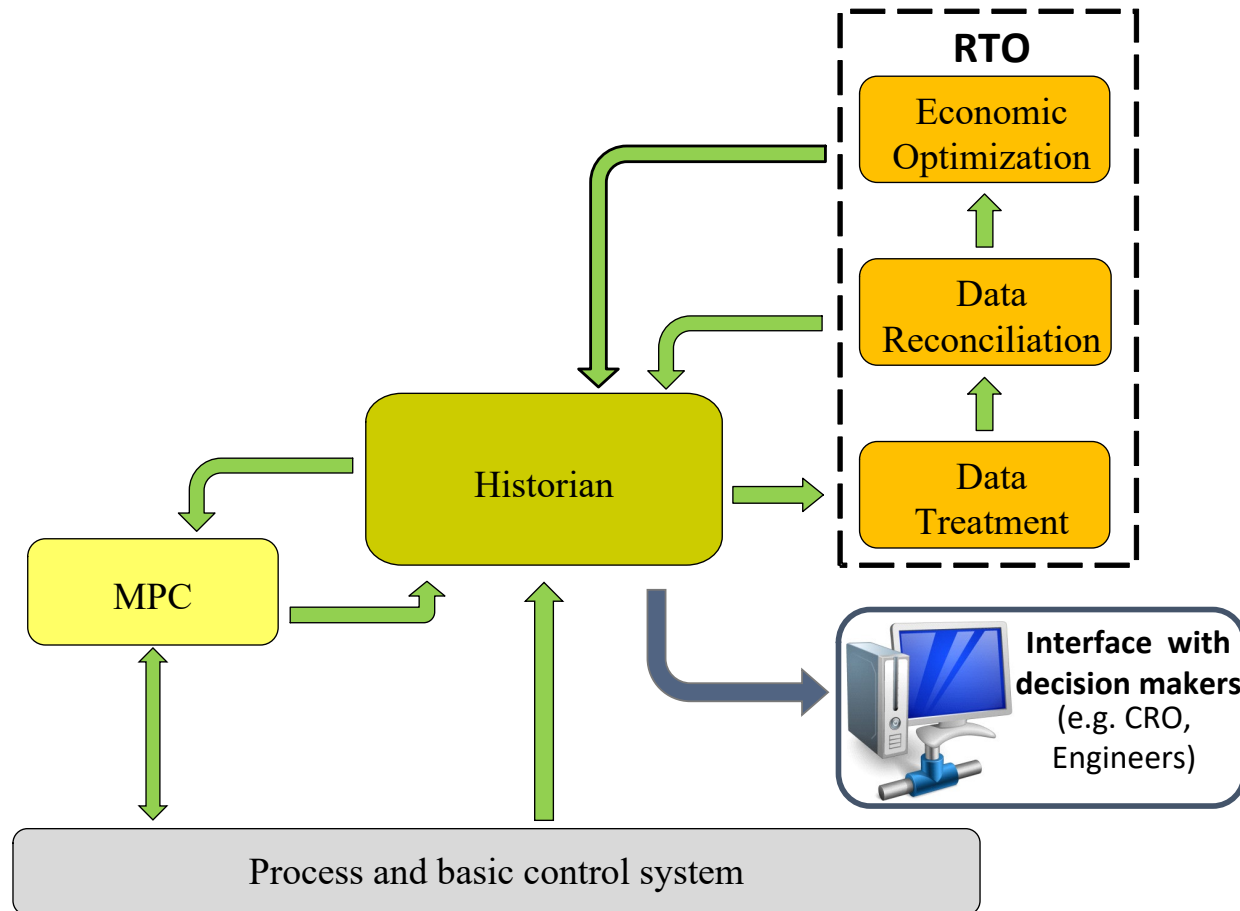 RTO
Economic
Optimization
Data
Reconciliation
Historian
Data
Treatment
MPC
Interface with
decision makers
(e.g. CRO,
Engineers)
Process and basic control system